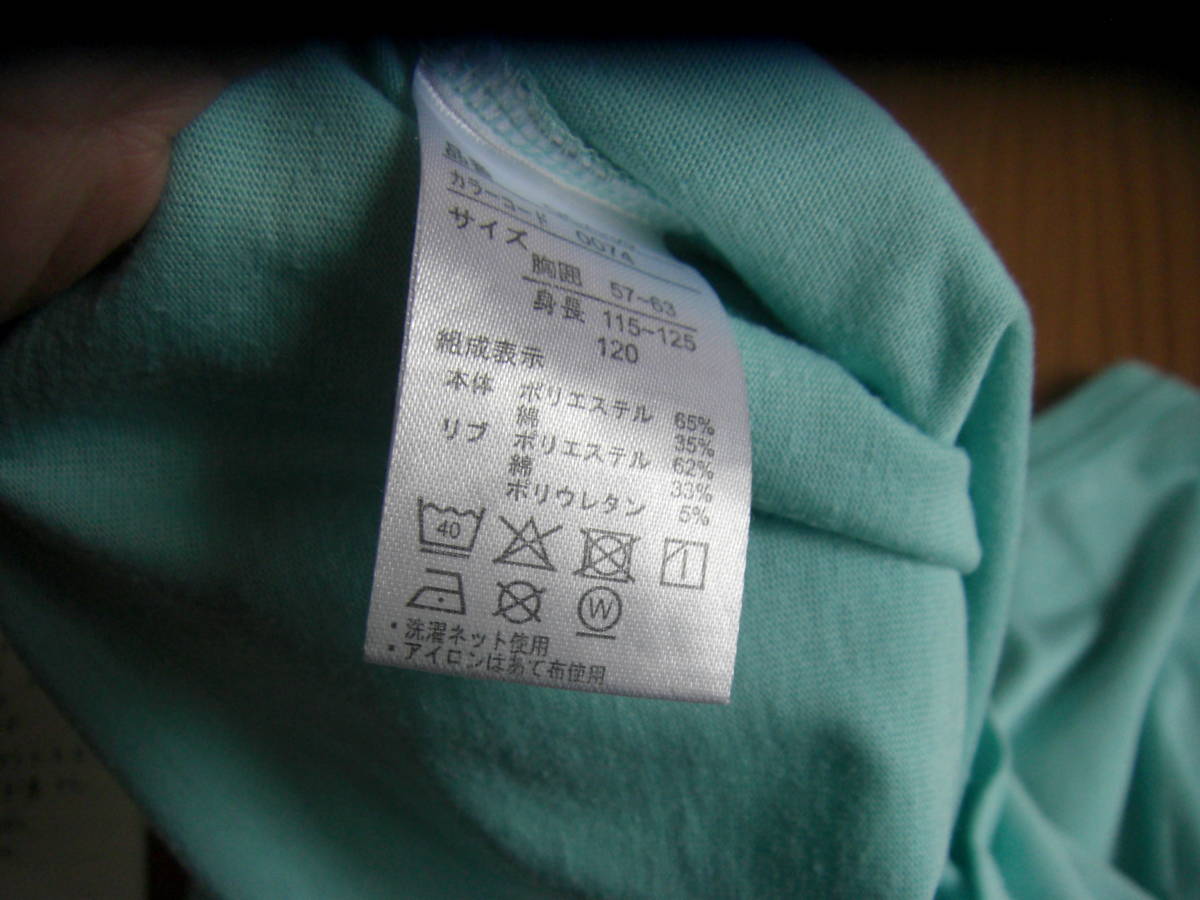 カラーコード 007A
サイズ
胸囲 57~63
身長 115~125
120
組成表示
本体 ポリエステル 65%
綿 35%
リブ ポリエステル 62%
綿 33%
ポリウレタン 5%
40
W
・洗濯ネット使用
・アイロンはあて布使用